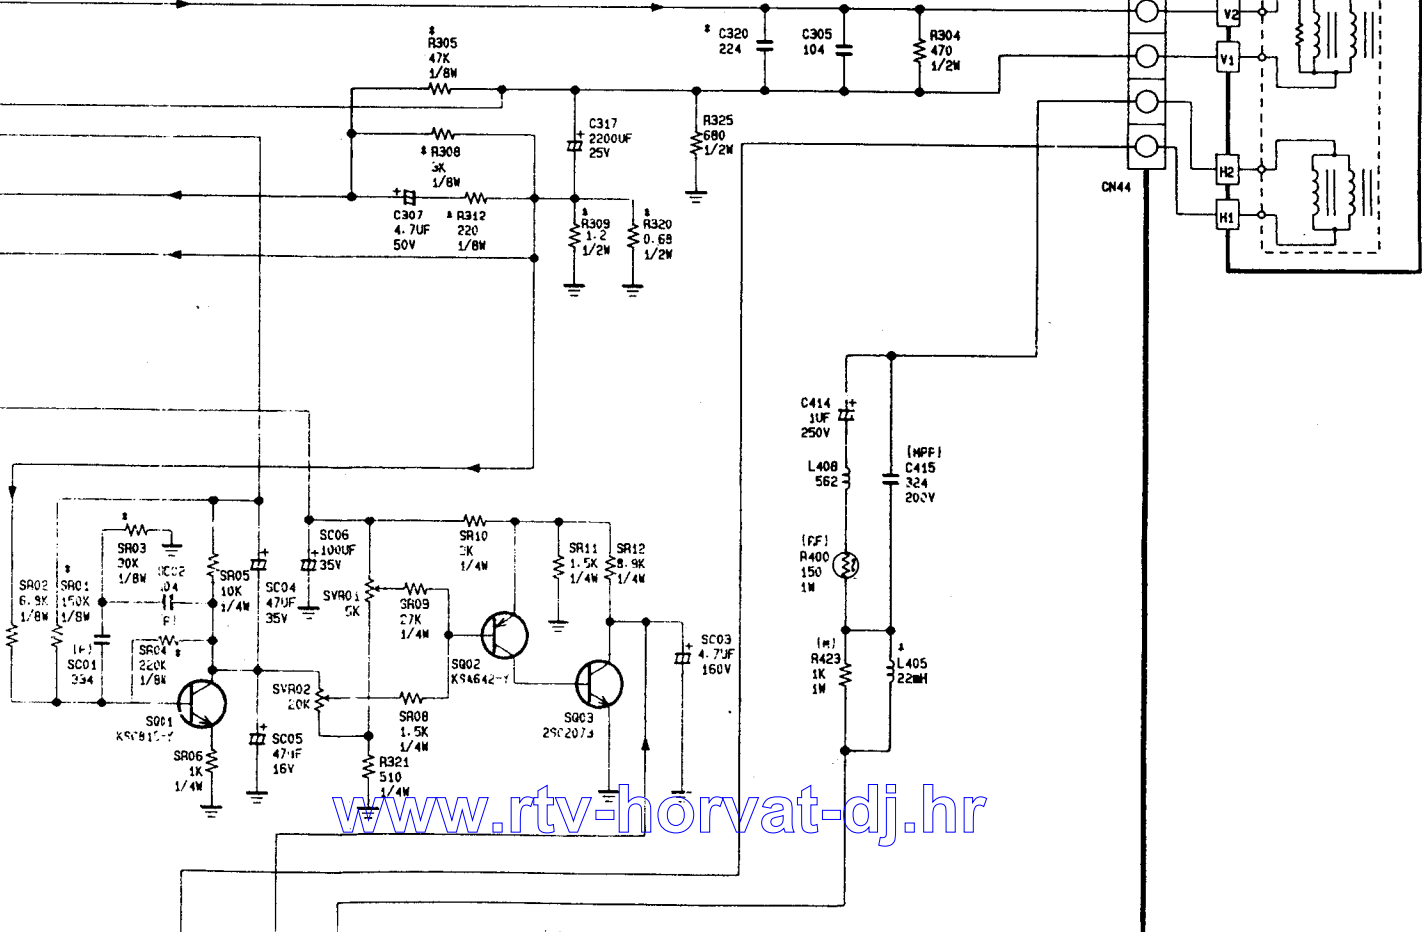 *
R305
47K
1/8W
*
C320
224
C305
104
R304
470
1/2W
V2
V1
H2
H1
CN44
C317
2200UF
25V
R325
680
1/2W
* R308
3K
1/8W
C307
4.7UF
50V
* R312
220
1/8W
*
R309
1.2
1/2W
*
R320
0.68
1/2W
C414
1UF
250V
L408
562
(MPP)
C415
324
200V
R400
150
1W
(M)
R423
1K
1W
*
L405
22mH
SR02
1/8W
*
SR01
150K
1/8W
*
SR03
30K
1/8W
SC01
334
SR04
220K
*
1/8W
SR05
10K
1/4W
SC04
47UF
35V
SQ01
SR06
1K
1/4W
SC05
47UF
16V
SC06
100UF
35V
SVR01
5K
SVR02
20K
SR09
27K
1/4W
SR08
1.5K
1/4W
R321
510
1/4W
SR10
1/4W
SR11
1.5K
1/4W
SR12
1/4W
SQ02
KSA642-Y
SQ03
SC03
4.7UF
160V
www.rtv-horvat-dj.hr